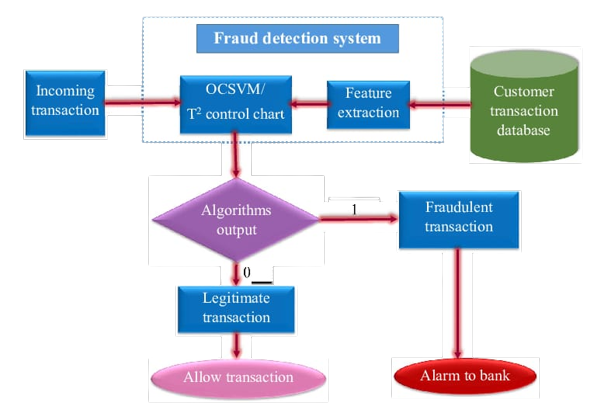 Fraud detection system
Incoming
transaction
OCSVM/
T² control chart
Feature
extraction
Customer
transaction
database
Algorithms
output
1
Fraudulent
transaction
0
Legitimate
transaction
Allow transaction
Alarm to bank